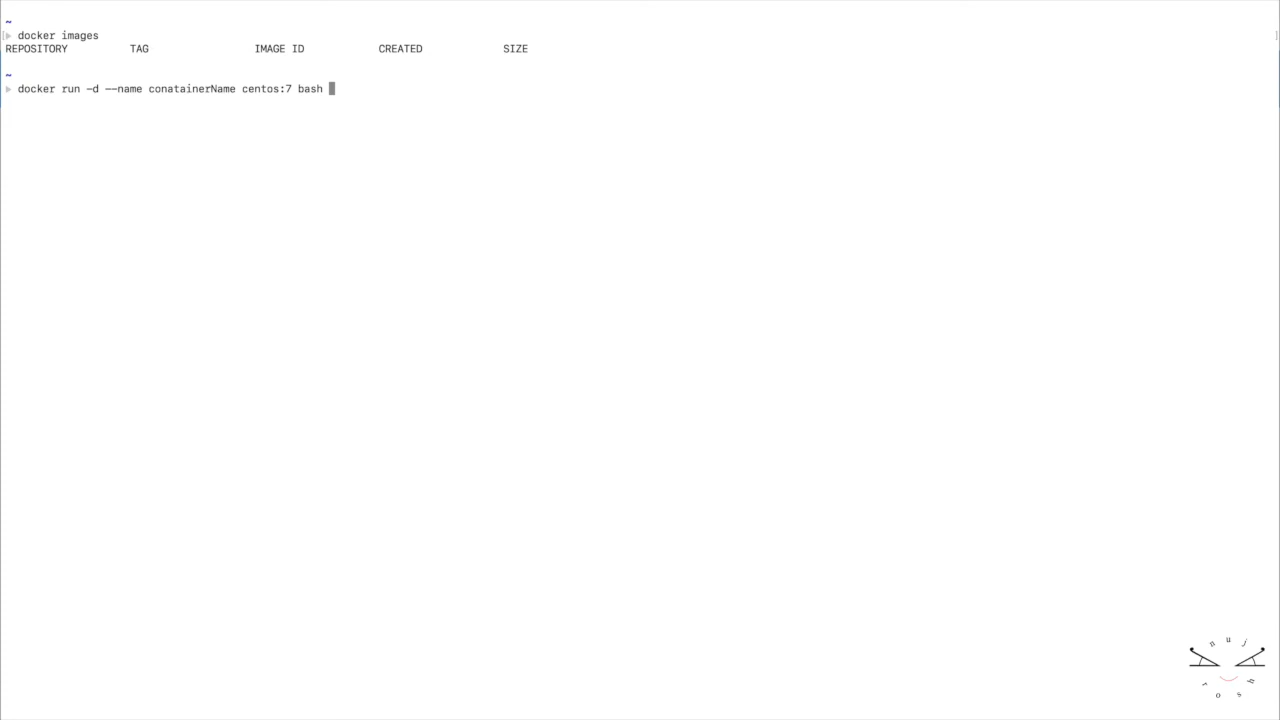 ~
docker images
REPOSITORY TAG IMAGE ID CREATED SIZE
~
docker run -d --name conatainerName centos:7 bash
n u j
r o s h